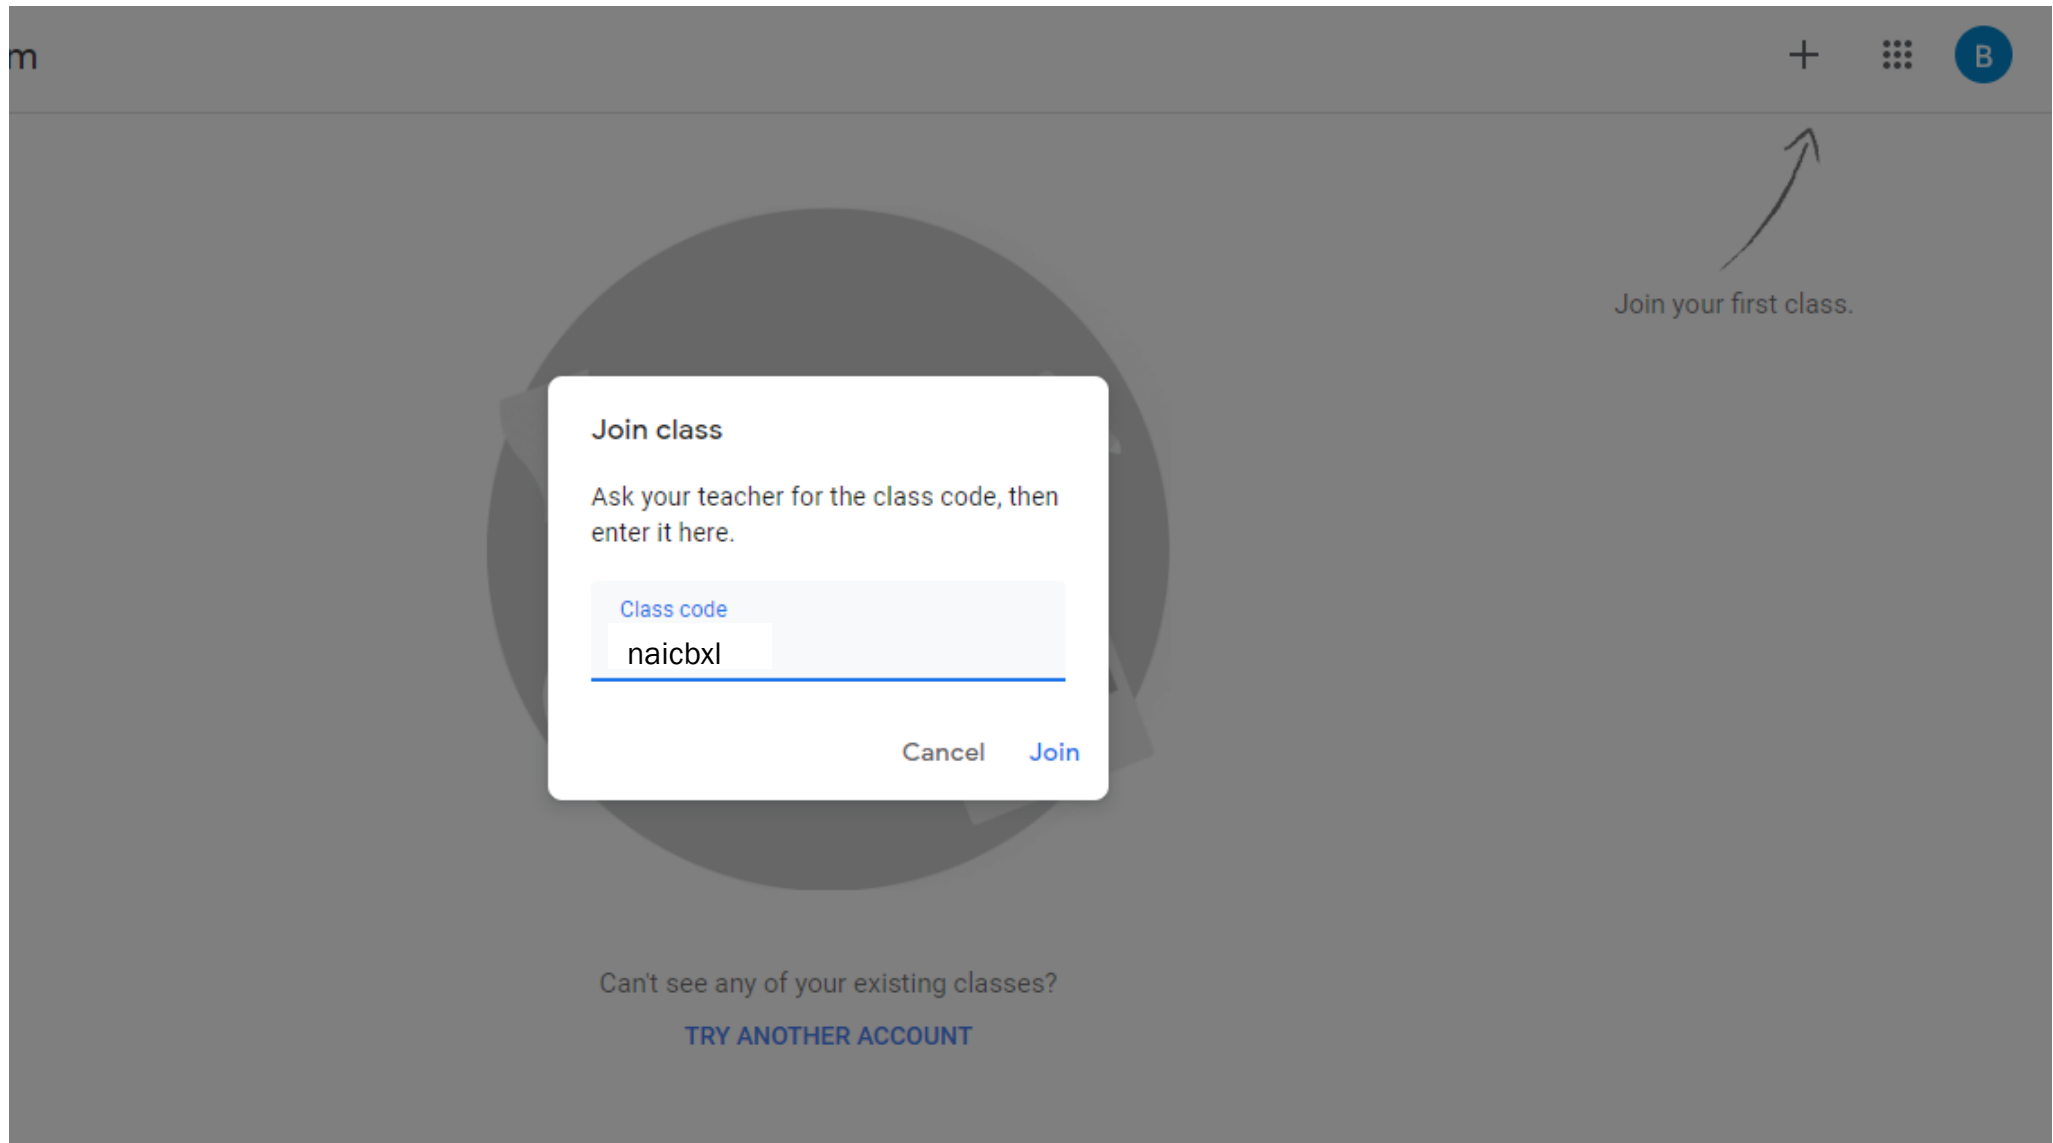 m
B
Join your first class.
Join class
Ask your teacher for the class code, then
enter it here.
Class code
naicbxl
Cancel Join
Can't see any of your existing classes?
TRY ANOTHER ACCOUNT